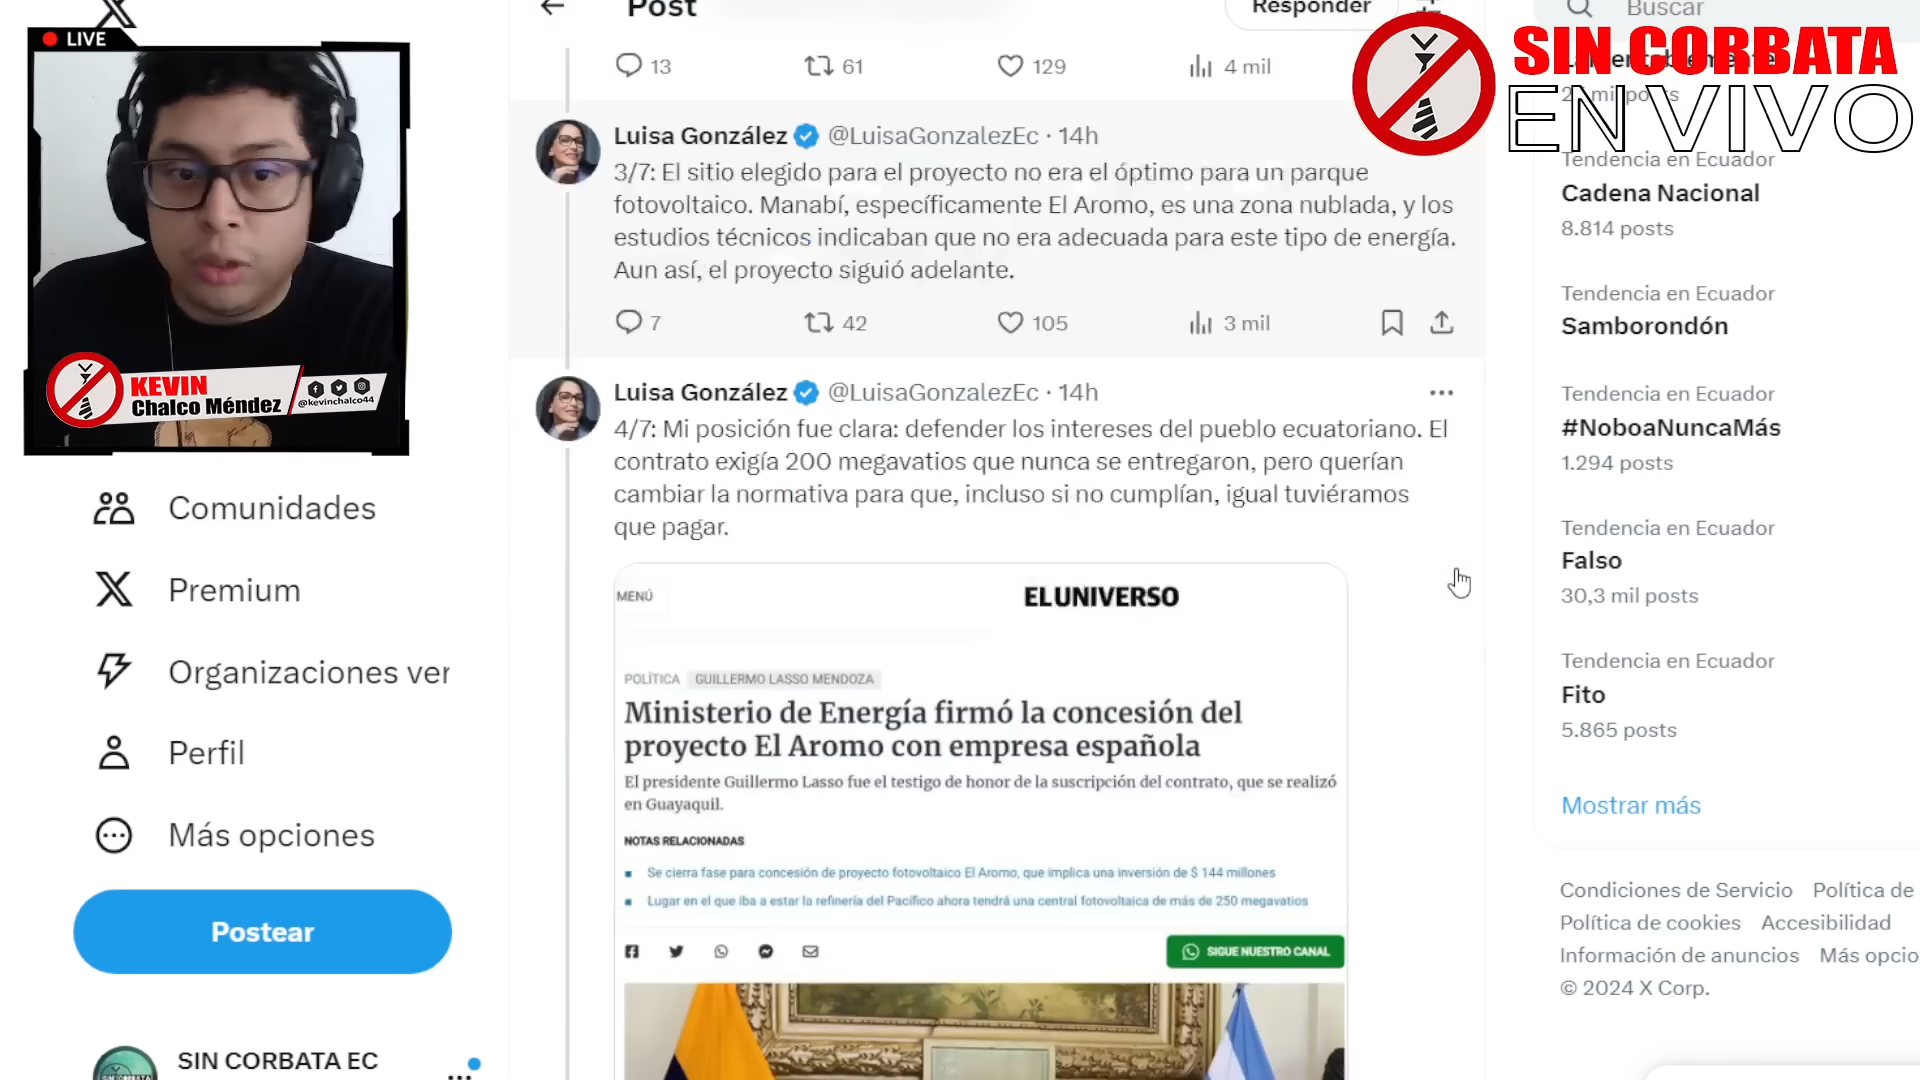 LIVE
KEVIN
Chalco Méndez
@kevinchalco44
Comunidades
Premium
Organizaciones ver
Perfil
Más opciones
Postear
SIN CORBATA EC
Post
Responder
13
61
129
4 mil
Luisa González @LuisaGonzalezEc · 14h
3/7: El sitio elegido para el proyecto no era el óptimo para un parque
fotovoltaico. Manabí, específicamente El Aromo, es una zona nublada, y los
estudios técnicos indicaban que no era adecuada para este tipo de energía.
Aun así, el proyecto siguió adelante.
7
42
105
3 mil
Luisa González @LuisaGonzalezEc · 14h
4/7: Mi posición fue clara: defender los intereses del pueblo ecuatoriano. El
contrato exigía 200 megavatios que nunca se entregaron, pero querían
cambiar la normativa para que, incluso si no cumplían, igual tuviéramos
que pagar.
MENÚ
EL UNIVERSO
POLÍTICA GUILLERMO LASSO MENDOZA
Ministerio de Energía firmó la concesión del
proyecto El Aromo con empresa española
El presidente Guillermo Lasso fue el testigo de honor de la suscripción del contrato, que se realizó
en Guayaquil.
NOTAS RELACIONADAS
Se cierra fase para concesión de proyecto fotovoltaico El Aromo, que implica una inversión de $ 144 millones
Lugar en el que iba a estar la refinería del Pacífico ahora tendrá una central fotovoltaica de más de 250 megavatios
SIGUE NUESTRO CANAL
Buscar
SIN CORBATA
EN VIVO
Tendencia en Ecuador
Cadena Nacional
8.814 posts
Tendencia en Ecuador
Samborondón
Tendencia en Ecuador
#NoboaNuncaMás
1.294 posts
Tendencia en Ecuador
Falso
30,3 mil posts
Tendencia en Ecuador
Fito
5.865 posts
Mostrar más
Condiciones de Servicio Política de
Política de cookies Accesibilidad
Información de anuncios Más opcio
© 2024 X Corp.